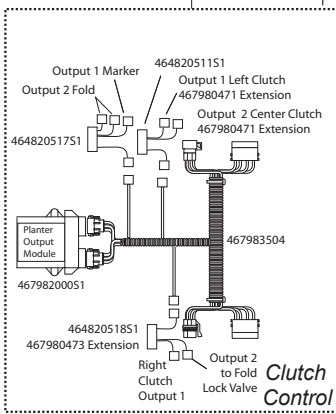 Output 1 Marker
Output 2 Fold
464820511S1
Output 1 Left Clutch
467980471 Extension
Output 2 Center Clutch
467980471 Extension
464820517S1
Planter
Output
Module
467983504
467982000S1
464820518S1
467980473 Extension
Right
Clutch
Output 1
Output 2
to Fold
Lock Valve
Clutch
Control